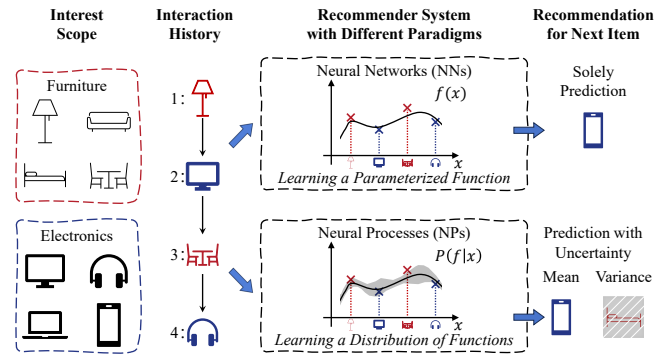 Interest
Scope
Interaction
History
Recommender System
with Different Paradigms
Recommendation
for Next Item
Furniture
Electronics
1:
2:
3:
4:
Neural Networks (NNs)
f(x)
x
Learning a Parameterized Function
Neural Processes (NPs)
P(f|x)
x
Learning a Distribution of Functions
Solely
Prediction
Prediction with
Uncertainty
Mean Variance